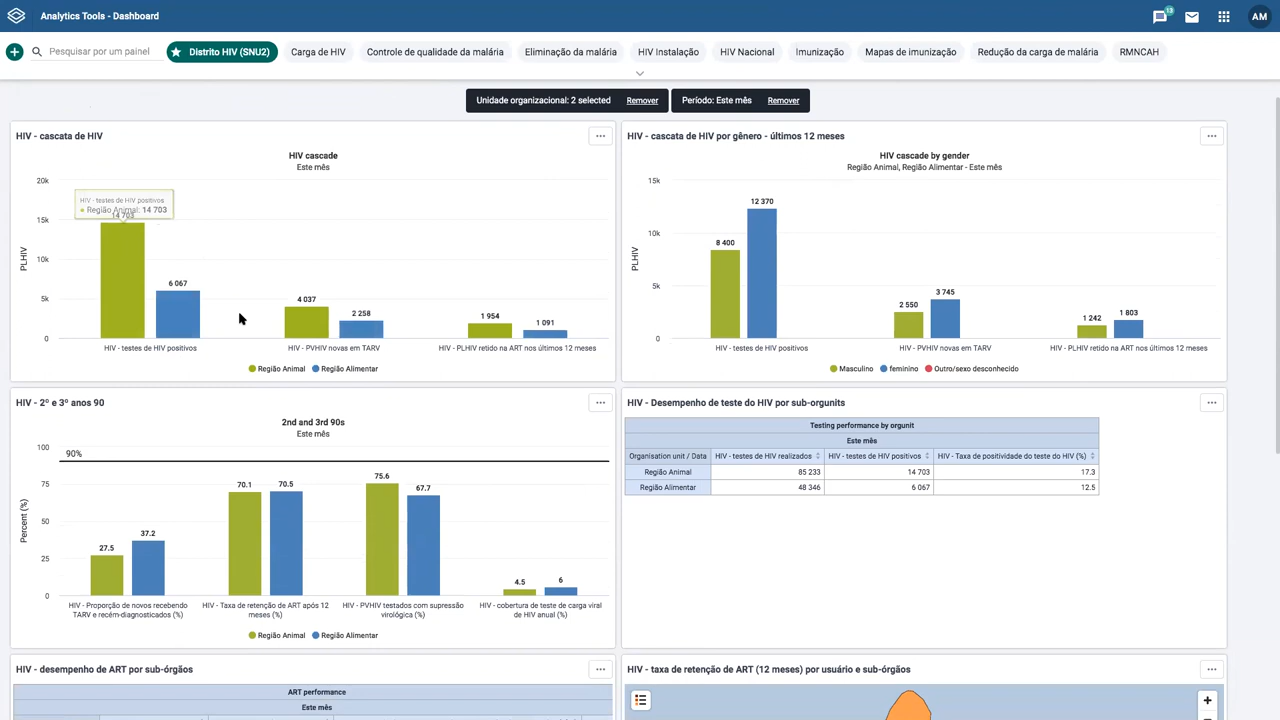 Analytics Tools - Dashboard
13
AM
Pesquisar por um painel
Distrito HIV (SNU2)
Carga de HIV
Controle de qualidade da malária
Eliminação da malária
HIV Instalação
HIV Nacional
Imunização
Mapas de imunização
Redução da carga de malária
RMNCAH
Unidade organizacional: 2 selected
Remover
Período: Este mês
Remover
HIV - cascata de HIV
HIV cascade
Este mês
20k
15k
10k
5k
0
PLHIV
HIV - testes de HIV positivos
Região Animal: 14 703
14 703
6 067
4 037
2 258
1 954
1 091
HIV - testes de HIV positivos
HIV - PVHIV novas em TARV
HIV - PLHIV retido na ART nos últimos 12 meses
Região Animal
Região Alimentar
HIV - cascata de HIV por gênero - últimos 12 meses
HIV cascade by gender
Região Animal, Região Alimentar - Este mês
15k
10k
5k
0
PLHIV
8 400
12 370
2 550
3 745
1 242
1 803
HIV - testes de HIV positivos
HIV - PVHIV novas em TARV
HIV - PLHIV retido na ART nos últimos 12 meses
Masculino
feminino
Outro/sexo desconhecido
HIV - 2º e 3º anos 90
2nd and 3rd 90s
Este mês
100
75
50
25
0
Percent (%)
90%
27.5
37.2
70.1
70.5
75.6
67.7
4.5
6
HIV - Proporção de novos recebendo
TARV e recém-diagnosticados (%)
HIV - Taxa de retenção de ART após 12
meses (%)
HIV - PVHIV testados com supressão
virológica (%)
HIV - cobertura de teste de carga viral
de HIV anual (%)
Região Animal
Região Alimentar
HIV - Desempenho de teste do HIV por sub-orgunits
Testing performance by orgunit
Este mês
Organisation unit / Data
HIV - testes de HIV realizados
HIV - testes de HIV positivos
HIV - Taxa de positividade do teste do HIV (%)
Região Animal
85 233
14 703
17.3
Região Alimentar
48 346
6 067
12.5
HIV - desempenho de ART por sub-órgãos
ART performance
Este mês
HIV - taxa de retenção de ART (12 meses) por usuário e sub-órgãos